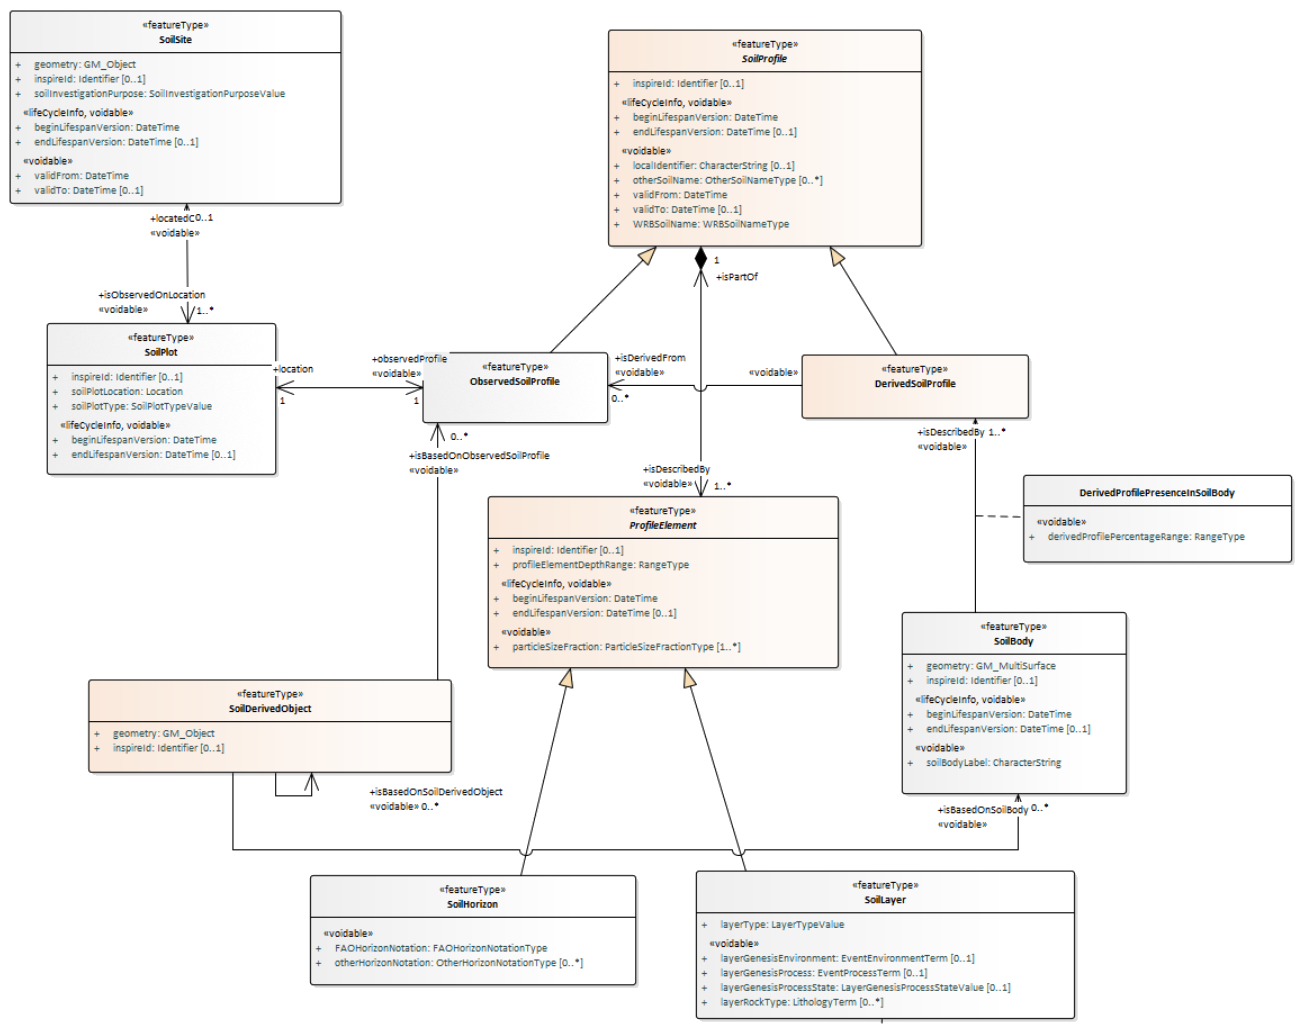 «featureType»
SoilSite
+ geometry: GM_Object
+ inspireId: Identifier [0..1]
+ soilInvestigationPurpose: SoilInvestigationPurposeValue
«lifeCycleInfo, voidable»
+ beginLifespanVersion: DateTime
+ endLifespanVersion: DateTime [0..1]
«voidable»
+ validFrom: DateTime
+ validTo: DateTime [0..1]
«featureType»
SoilProfile
+ inspireId: Identifier [0..1]
«lifeCycleInfo, voidable»
+ beginLifespanVersion: DateTime
+ endLifespanVersion: DateTime [0..1]
«voidable»
+ localIdentifier: CharacterString [0..1]
+ otherSoilName: OtherSoilNameType [0..*]
+ validFrom: DateTime
+ validTo: DateTime [0..1]
+ WRBSoilName: WRBSoilNameType
+locatedO 0..1
«voidable»
1
+isPartOf
+isObservedOnLocation
«voidable» 1..*
«featureType»
SoilPlot
+ inspireId: Identifier [0..1]
+ soilPlotLocation: Location
+ soilPlotType: SoilPlotTypeValue
«lifeCycleInfo, voidable»
+ beginLifespanVersion: DateTime
+ endLifespanVersion: DateTime [0..1]
+location
1
+observedProfile
«voidable»
1
«featureType»
ObservedSoilProfile
+isDerivedFrom
«voidable»
0..*
«voidable»
«featureType»
DerivedSoilProfile
0..*
+isBasedOnObservedSoilProfile
«voidable»
+isDescribedBy
«voidable» 1..*
+isDescribedBy 1..*
«voidable»
DerivedProfilePresenceInSoilBody
«voidable»
+ derivedProfilePercentageRange: RangeType
«featureType»
ProfileElement
+ inspireId: Identifier [0..1]
+ profileElementDepthRange: RangeType
«lifeCycleInfo, voidable»
+ beginLifespanVersion: DateTime
+ endLifespanVersion: DateTime [0..1]
«voidable»
+ particleSizeFraction: ParticleSizeFractionType [1..*]
«featureType»
SoilBody
+ geometry: GM_MultiSurface
+ inspireId: Identifier [0..1]
«lifeCycleInfo, voidable»
+ beginLifespanVersion: DateTime
+ endLifespanVersion: DateTime [0..1]
«voidable»
+ soilBodyLabel: CharacterString
«featureType»
SoilDerivedObject
+ geometry: GM_Object
+ inspireId: Identifier [0..1]
+isBasedOnSoilDerivedObject
«voidable» 0..*
+isBasedOnSoilBody 0..*
«voidable»
«featureType»
SoilHorizon
«voidable»
+ FAOHorizonNotation: FAOHorizonNotationType
+ otherHorizonNotation: OtherHorizonNotationType [0..*]
«featureType»
SoilLayer
+ layerType: LayerTypeValue
«voidable»
+ layerGenesisEnvironment: EventEnvironmentTerm [0..1]
+ layerGenesisProcess: EventProcessTerm [0..1]
+ layerGenesisProcessState: LayerGenesisProcessStateValue [0..1]
+ layerRockType: LithologyTerm [0..*]